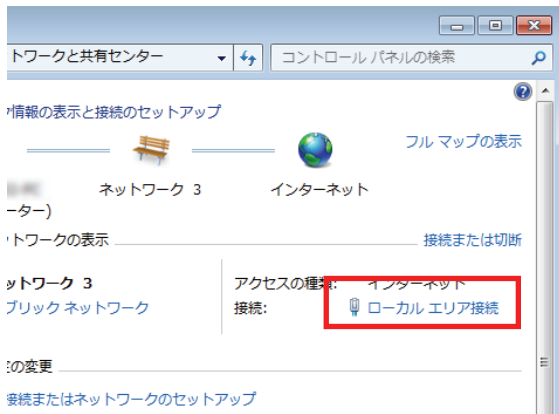 トワークと共有センター
コントロール パネルの検索
情報の表示と接続のセットアップ
フル マップの表示
ネットワーク 3
インターネット
ーター)
トワークの表示
接続または切断
ットワーク 3
アクセスの種類: インターネット
ブリック ネットワーク
接続: ローカル エリア接続
の変更
接続またはネットワークのセットアップ